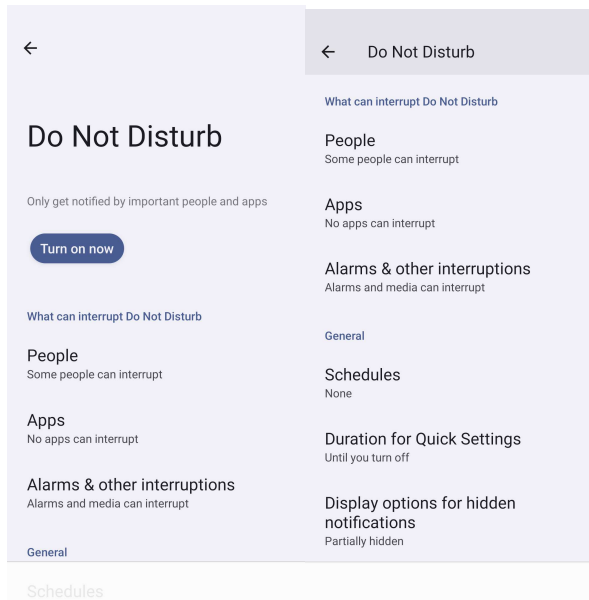 Do Not Disturb
Only get notified by important people and apps
Turn on now
What can interrupt Do Not Disturb
People
Some people can interrupt
Apps
No apps can interrupt
Alarms & other interruptions
Alarms and media can interrupt
General
Schedules
Do Not Disturb
What can interrupt Do Not Disturb
People
Some people can interrupt
Apps
No apps can interrupt
Alarms & other interruptions
Alarms and media can interrupt
General
Schedules
None
Duration for Quick Settings
Until you turn off
Display options for hidden
notifications
Partially hidden